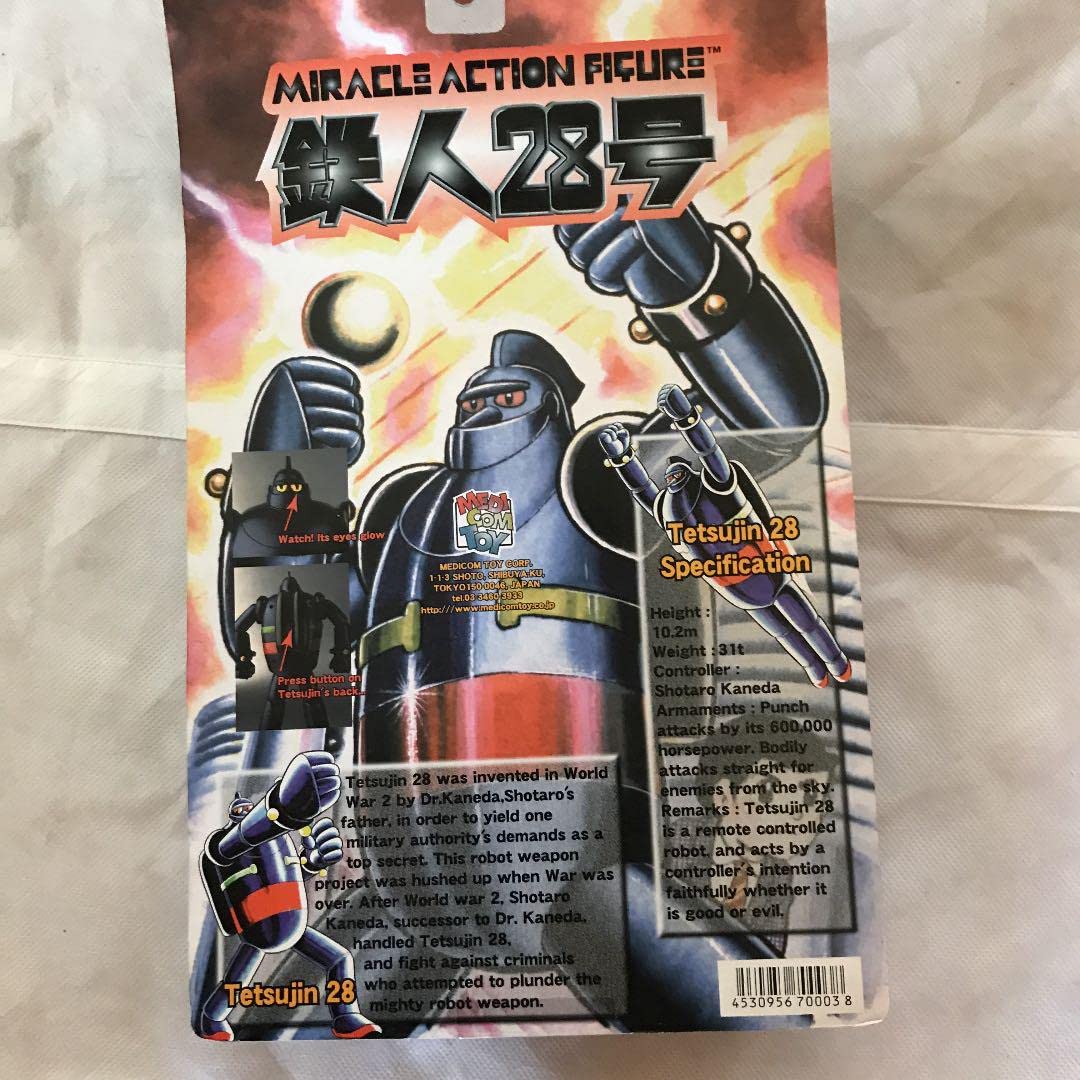 MIRACLE ACTION FIGURE™
鉄人28号
Watch! Its eyes glow
Press button on
Tetsujin's back..
MEDI
COM
TOY
MEDICOM TOY CORP.
1-1-3 SHOTO, SHIBUYA-KU,
TOKYO150-0046, JAPAN
tel.03 3460 3933
http:///www.medicomtoy.co.jp
Tetsujin 28
Specification
Height :
10.2m
Weight : 31t
Controller :
Shotaro Kaneda
Armaments : Punch
attacks by its 600,000
horsepower. Bodily
attacks straight for
enemies from the sky.
Remarks : Tetsujin 28
is a remote controlled
robot, and acts by a
controller's intention
faithfully whether it
is good or evil.
Tetsujin 28 was invented in World
War 2 by Dr.Kaneda,Shotaro's
father, in order to yield one
military authority's demands as a
top secret. This robot weapon
project was hushed up when War was
over. After World war 2, Shotaro
Kaneda, successor to Dr. Kaneda,
handled Tetsujin 28,
and fight against criminals
who attempted to plunder the
mighty robot weapon.
Tetsujin 28
4530956 70003 8